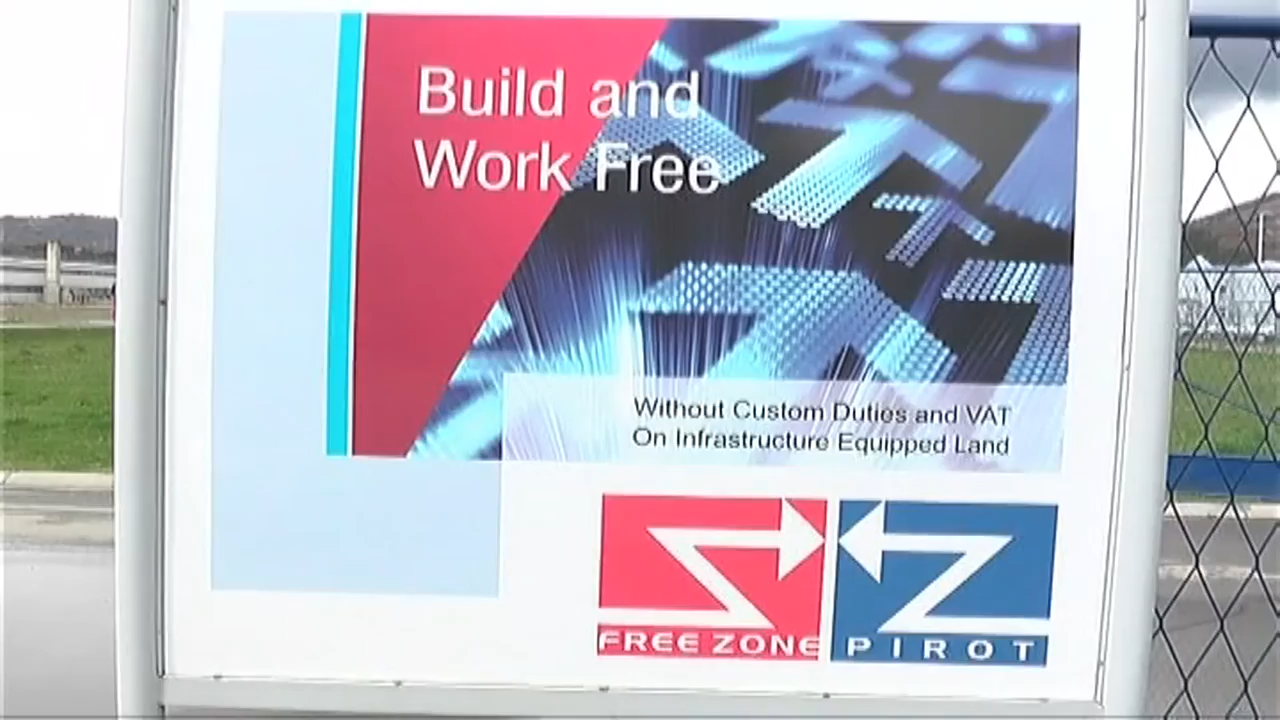 Build and
Work Free
Without Custom Duties and VAT
On Infrastructure Equipped Land
FREE ZONE
PIROT